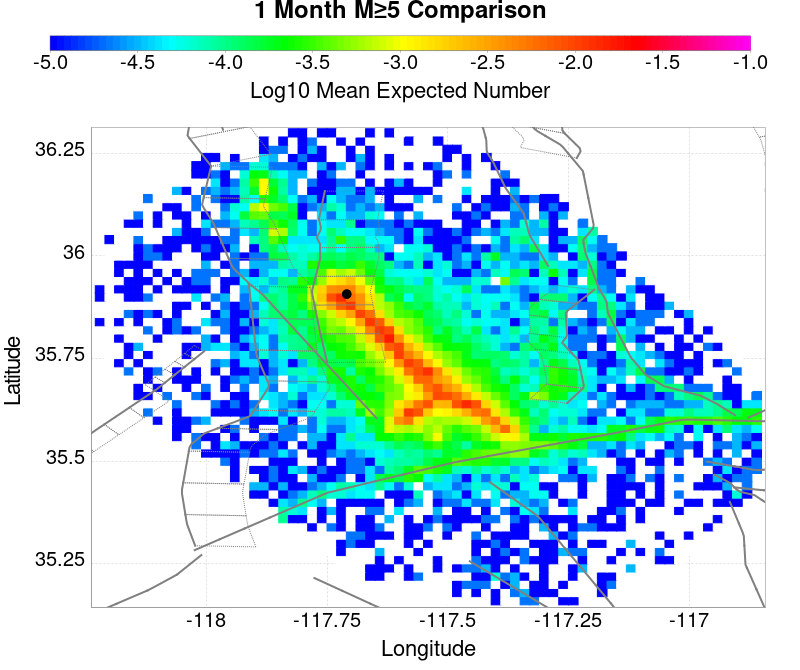 1 Month M≥5 Comparison
-5.0 -4.5 -4.0 -3.5 -3.0 -2.5 -2.0 -1.5 -1.0
Log10 Mean Expected Number
36.25
36
35.75
35.5
35.25
Latitude
-118 -117.75 -117.5 -117.25 -117
Longitude